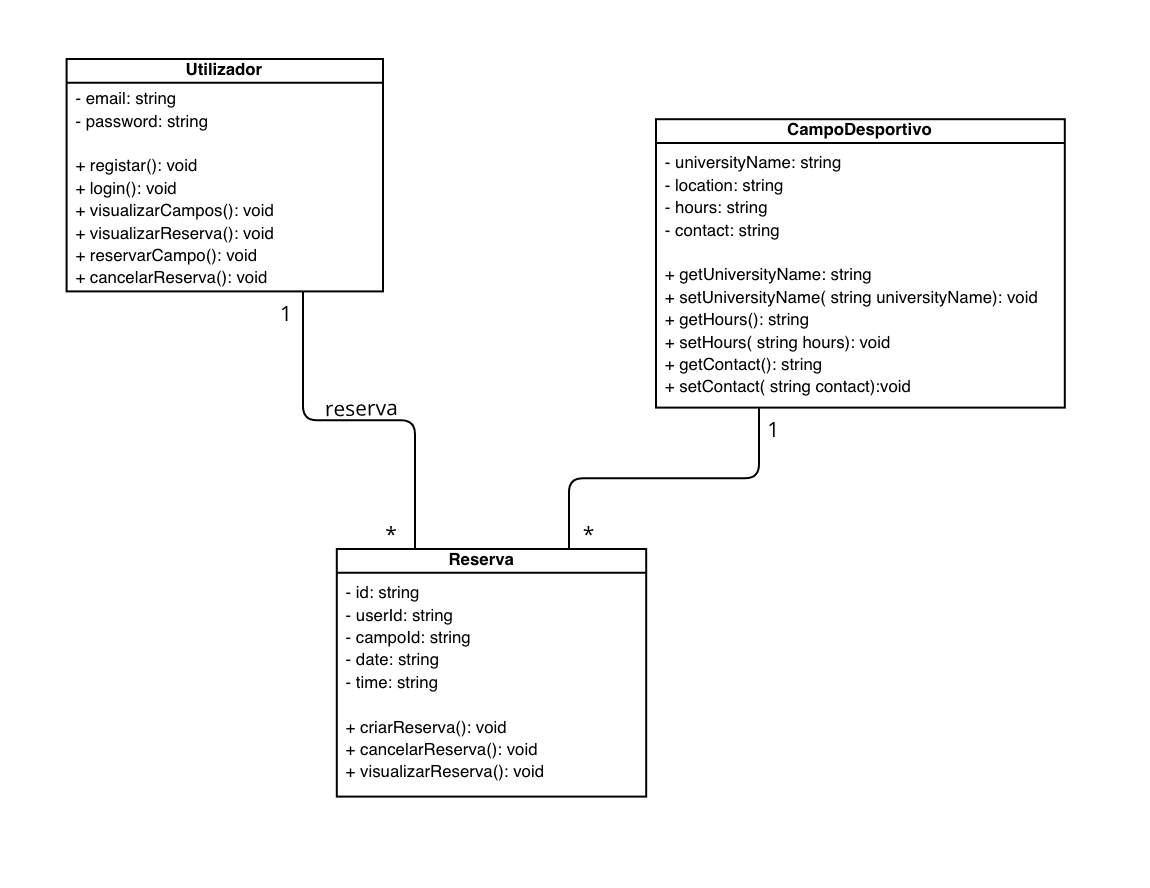 Utilizador
- email: string
- password: string
+ registar(): void
+ login(): void
+ visualizarCampos(): void
+ visualizarReserva(): void
+ reservarCampo(): void
+ cancelarReserva(): void
CampoDesportivo
- universityName: string
- location: string
- hours: string
- contact: string
+ getUniversityName: string
+ setUniversityName( string universityName): void
+ getHours(): string
+ setHours( string hours): void
+ getContact(): string
+ setContact( string contact):void
1
reserva
*
1
*
Reserva
- id: string
- userId: string
- campoId: string
- date: string
- time: string
+ criarReserva(): void
+ cancelarReserva(): void
+ visualizarReserva(): void